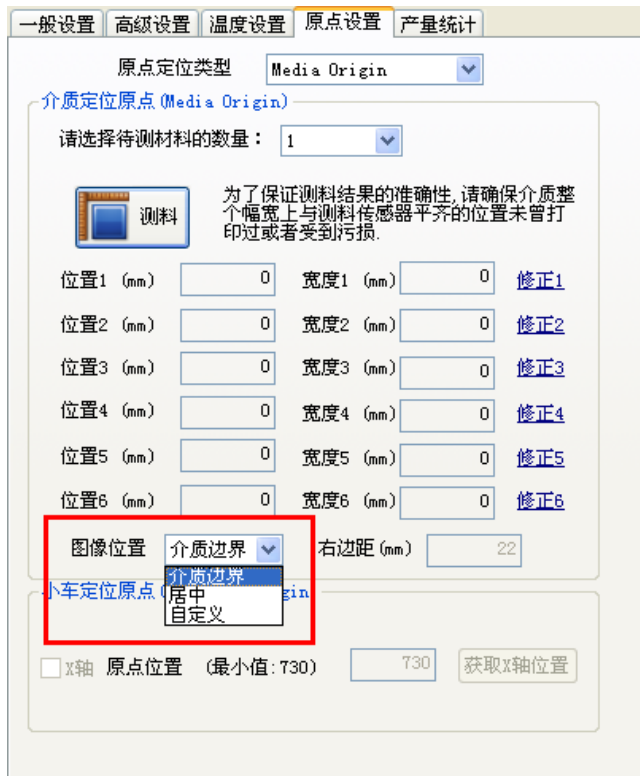 一般设置 高级设置 温度设置 原点设置 产量统计
原点定位类型 Media Origin
介质定位原点(Media Origin)
请选择待测材料的数量： 1
测料
为了保证测料结果的准确性,请确保介质整
个幅宽上与测料传感器平齐的位置未曾打
印过或者受到污损.
位置1 (mm) 0 宽度1 (mm) 0 修正1
位置2 (mm) 0 宽度2 (mm) 0 修正2
位置3 (mm) 0 宽度3 (mm) 0 修正3
位置4 (mm) 0 宽度4 (mm) 0 修正4
位置5 (mm) 0 宽度5 (mm) 0 修正5
位置6 (mm) 0 宽度6 (mm) 0 修正6
图像位置 介质边界 右边距(mm) 22
介质边界
居中
自定义
小车定位原点( gin)
X轴 原点位置 (最小值:730) 730 获取X轴位置